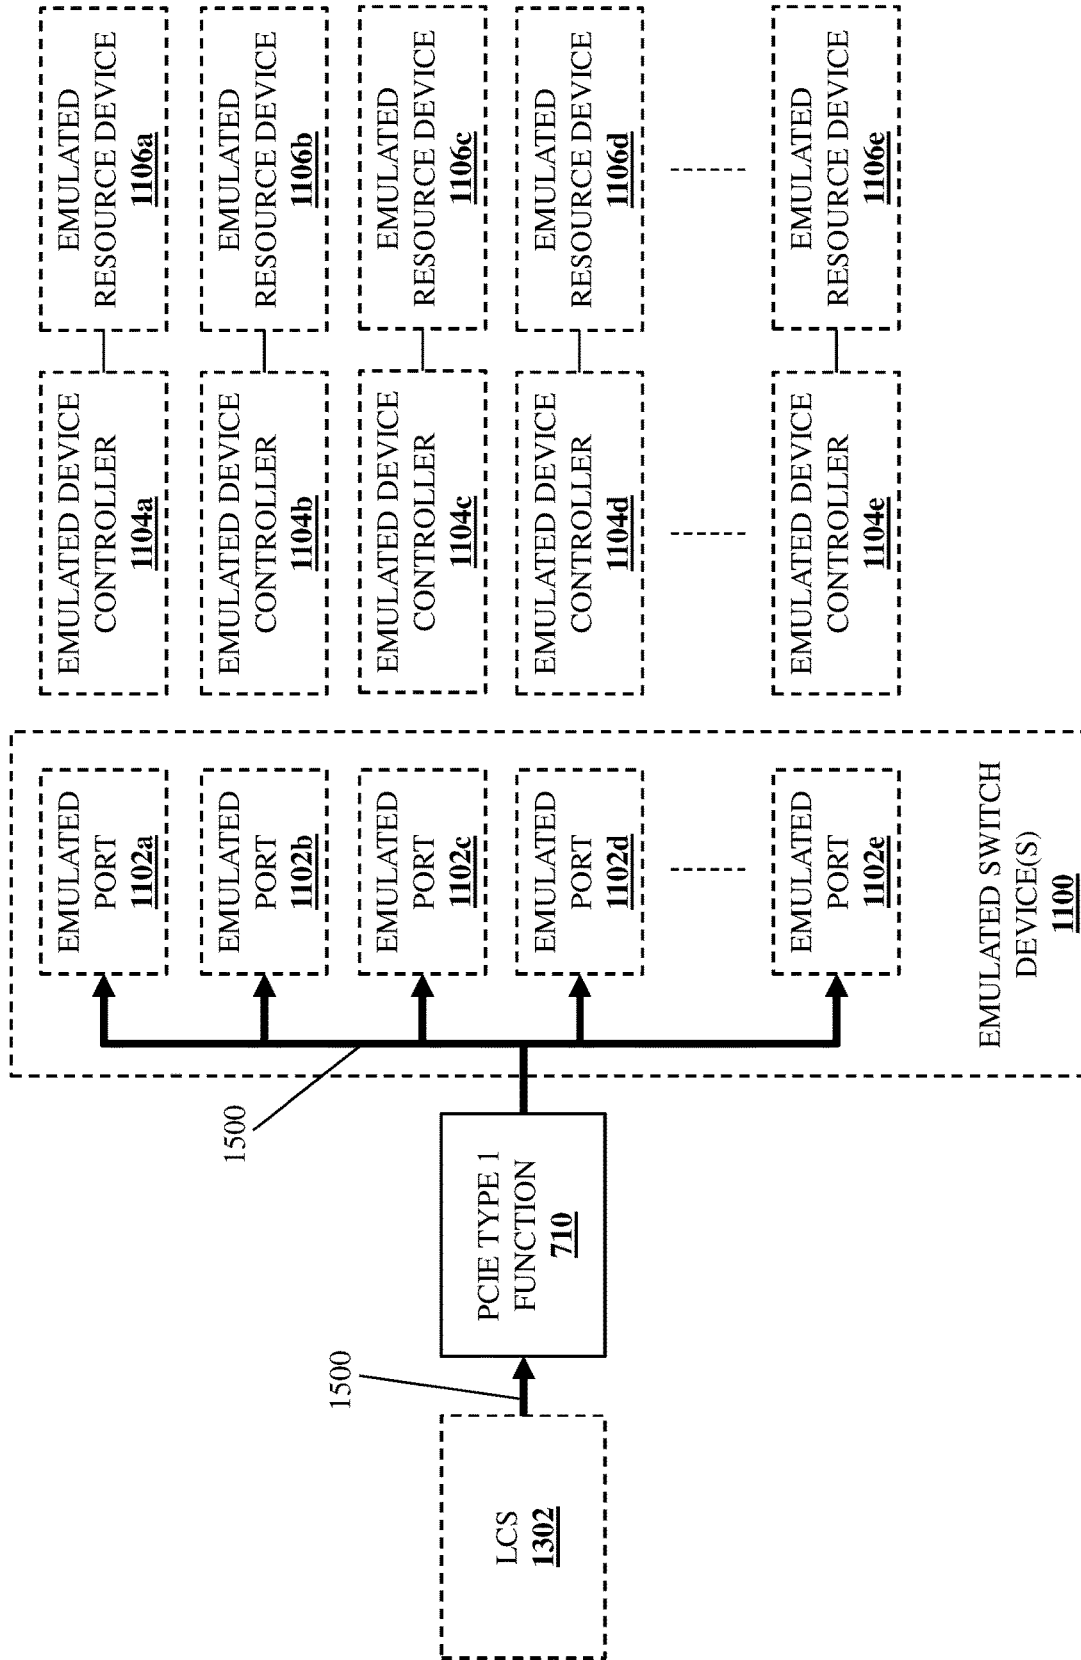 LCS
1302
1500
PCIE TYPE 1
FUNCTION
710
1500
EMULATED SWITCH
DEVICE(S)
1100
EMULATED
PORT
1102a
EMULATED
PORT
1102b
EMULATED
PORT
1102c
EMULATED
PORT
1102d
EMULATED
PORT
1102e
EMULATED DEVICE
CONTROLLER
1104a
EMULATED DEVICE
CONTROLLER
1104b
EMULATED DEVICE
CONTROLLER
1104c
EMULATED DEVICE
CONTROLLER
1104d
EMULATED DEVICE
CONTROLLER
1104e
EMULATED
RESOURCE DEVICE
1106a
EMULATED
RESOURCE DEVICE
1106b
EMULATED
RESOURCE DEVICE
1106c
EMULATED
RESOURCE DEVICE
1106d
EMULATED
RESOURCE DEVICE
1106e